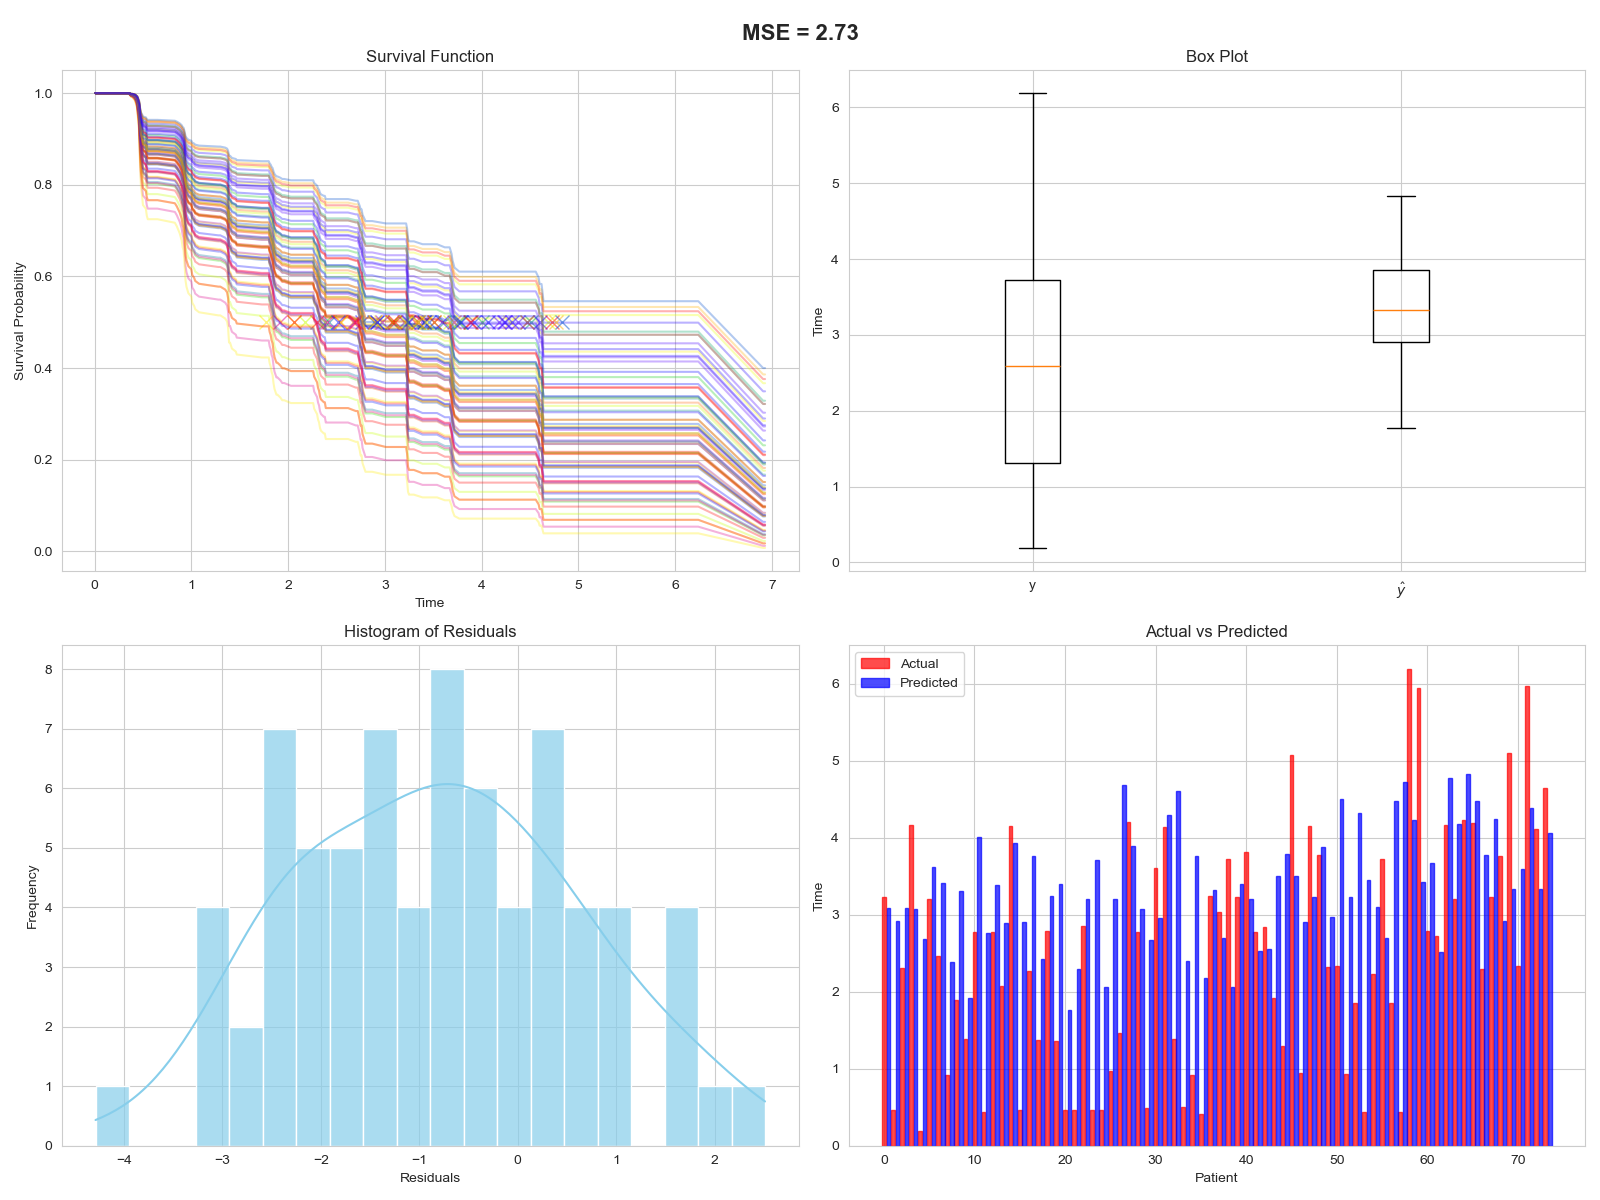 MSE = 2.73
Survival Function
1.0
0.8
0.6
0.4
0.2
0.0
Survival Probability
0 1 2 3 4 5 6 7
Time
Box Plot
6
5
4
3
2
1
0
Time
y ŷ
Histogram of Residuals
8
7
6
5
4
3
2
1
0
Frequency
−4 −3 −2 −1 0 1 2
Residuals
Actual vs Predicted
Actual
Predicted
6
5
4
3
2
1
0
Time
0 10 20 30 40 50 60 70
Patient